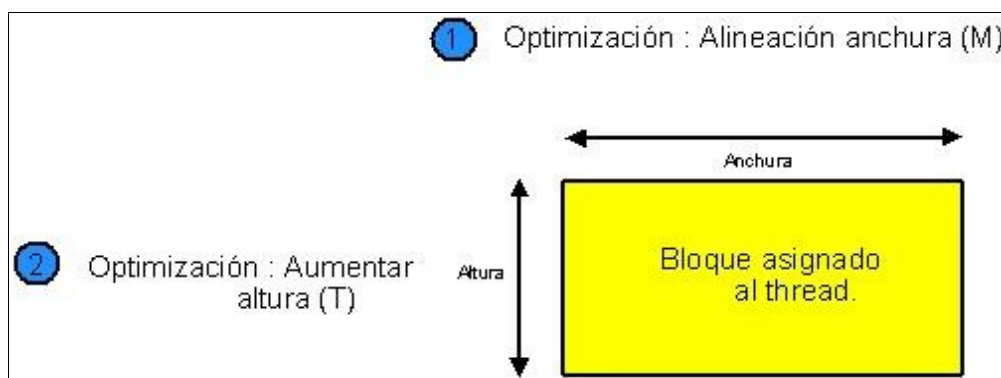 1 Optimización : Alineación anchura (M)
Anchura
2 Optimización : Aumentar
altura (T)
Altura
Bloque asignado
al thread.